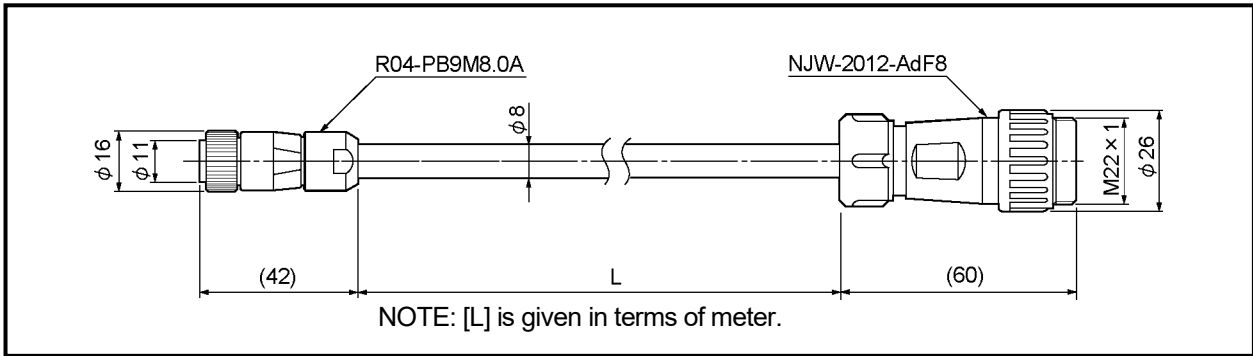 R04-PB9M8.0A
NJW-2012-AdF8
φ16
φ11
φ8
M22×1
φ26
(42)
L
(60)
NOTE: [L] is given in terms of meter.